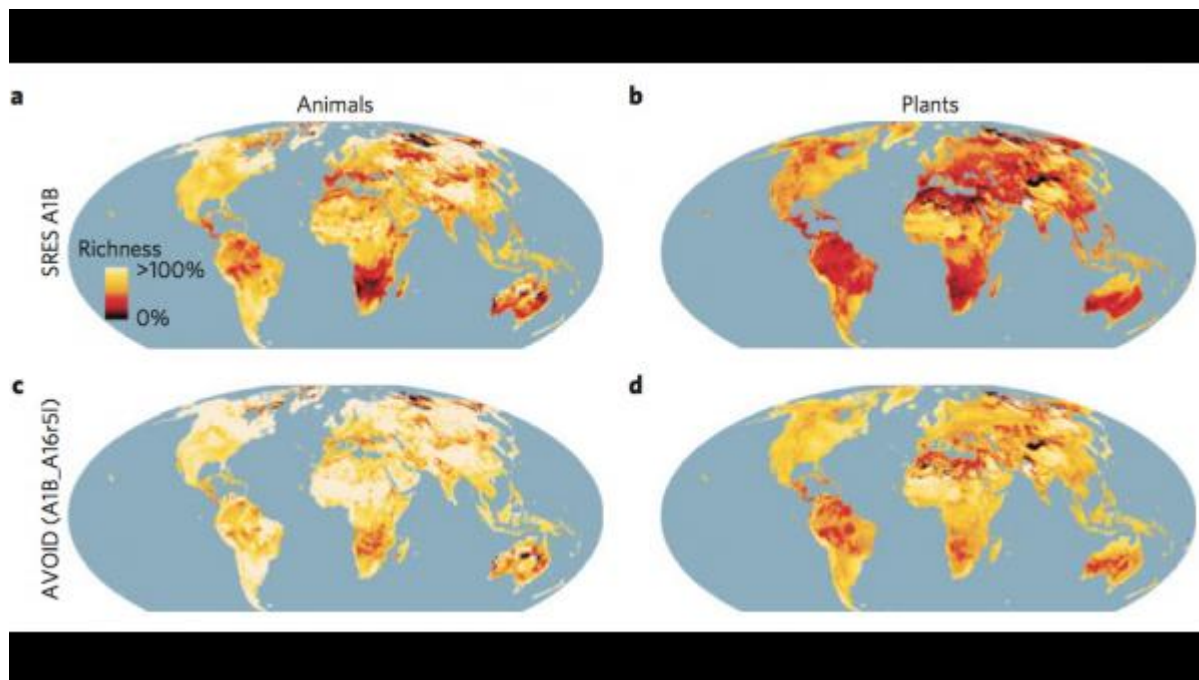 a
Animals
b
Plants
SRES A1B
Richness
>100%
0%
c
d
AVOID (A1B_A16r5l)